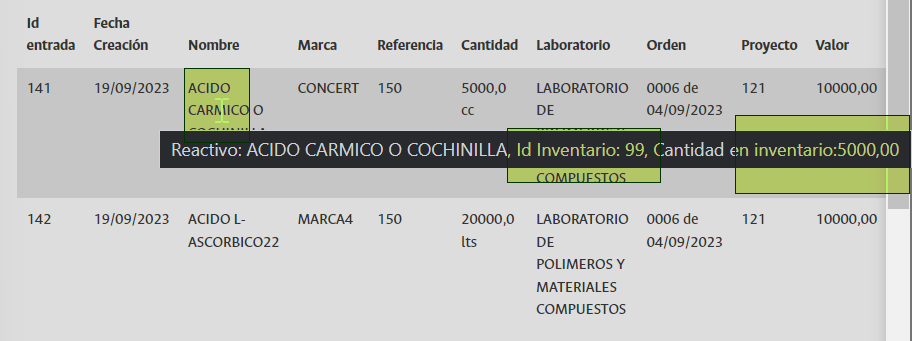 Id entrada Fecha Creación Nombre Marca Referencia Cantidad Laboratorio Orden Proyecto Valor
141 19/09/2023 ACIDO CONCERT 150 5000,0 LABORATORIO 0006 de 121 10000,00
CARMICO O cc DE 04/09/2023
COCHINILLA
Reactivo: ACIDO CARMICO O COCHINILLA, Id Inventario: 99, Cantidad en inventario:5000,00
COMPUESTOS
142 19/09/2023 ACIDO L- MARCA4 150 20000,0 LABORATORIO 0006 de 121 10000,00
ASCORBICO22 lts DE 04/09/2023
POLIMEROS Y
MATERIALES
COMPUESTOS